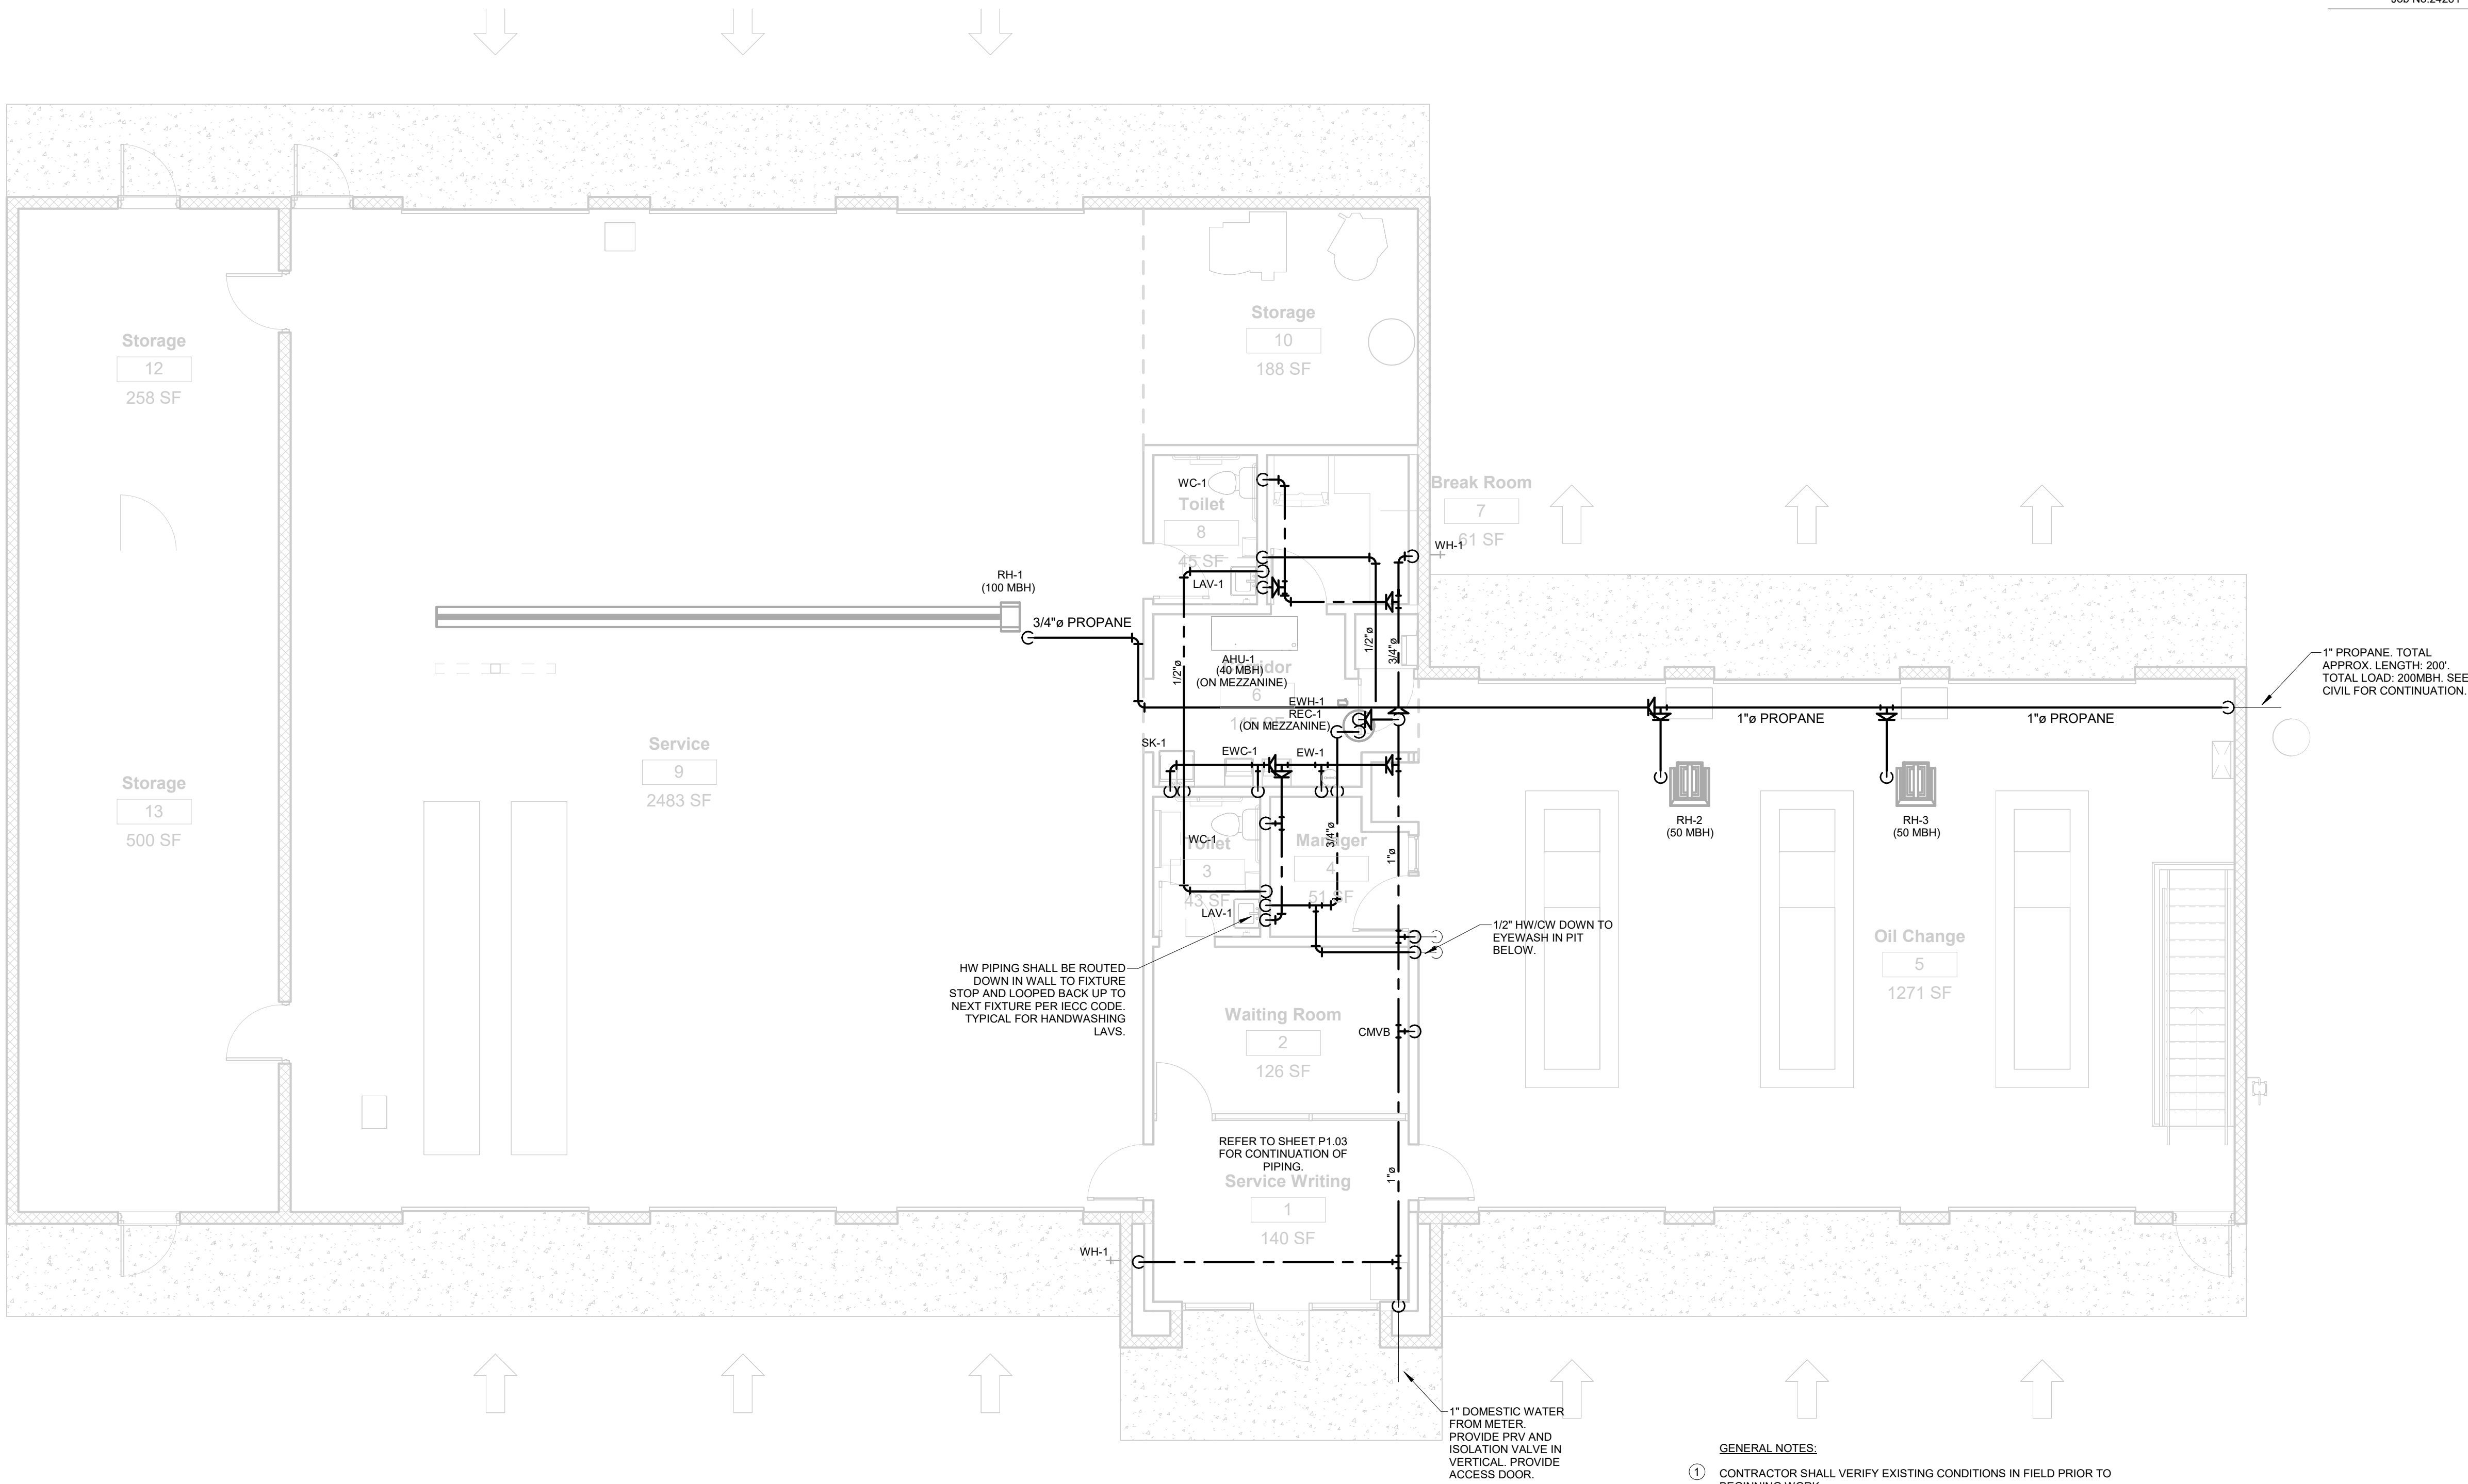 Storage
12
258 SF
Storage
10
188 SF
WC-1
Toilet
8
45 SF
LAV-1
Break Room
7
61 SF
WH-1
RH-1
(100 MBH)
3/4"ø PROPANE
1/2"ø
3/4"ø
1/2"ø
AHU-1
(40 MBH)
(ON MEZZANINE)
6
EWH-1
REC-1
(ON MEZZANINE)
1"ø PROPANE
1"ø PROPANE
1" PROPANE. TOTAL
APPROX. LENGTH: 200'.
TOTAL LOAD: 200MBH. SEE
CIVIL FOR CONTINUATION.
SK-1
EWC-1
EW-1
Service
9
2483 SF
Storage
13
500 SF
RH-2
(50 MBH)
RH-3
(50 MBH)
WC-1
Toilet
3
43 SF
LAV-1
3/4"ø
Manager
4
51 SF
1"ø
1/2" HW/CW DOWN TO
EYEWASH IN PIT
BELOW.
Oil Change
5
1271 SF
HW PIPING SHALL BE ROUTED
DOWN IN WALL TO FIXTURE
STOP AND LOOPED BACK UP TO
NEXT FIXTURE PER IECC CODE.
TYPICAL FOR HANDWASHING
LAVS.
Waiting Room
2
126 SF
CMVB
REFER TO SHEET P1.03
FOR CONTINUATION OF
PIPING.
1"ø
Service Writing
1
140 SF
WH-1
1" DOMESTIC WATER
FROM METER.
PROVIDE PRV AND
ISOLATION VALVE IN
VERTICAL. PROVIDE
ACCESS DOOR.
GENERAL NOTES:
1 CONTRACTOR SHALL VERIFY EXISTING CONDITIONS IN FIELD PRIOR TO